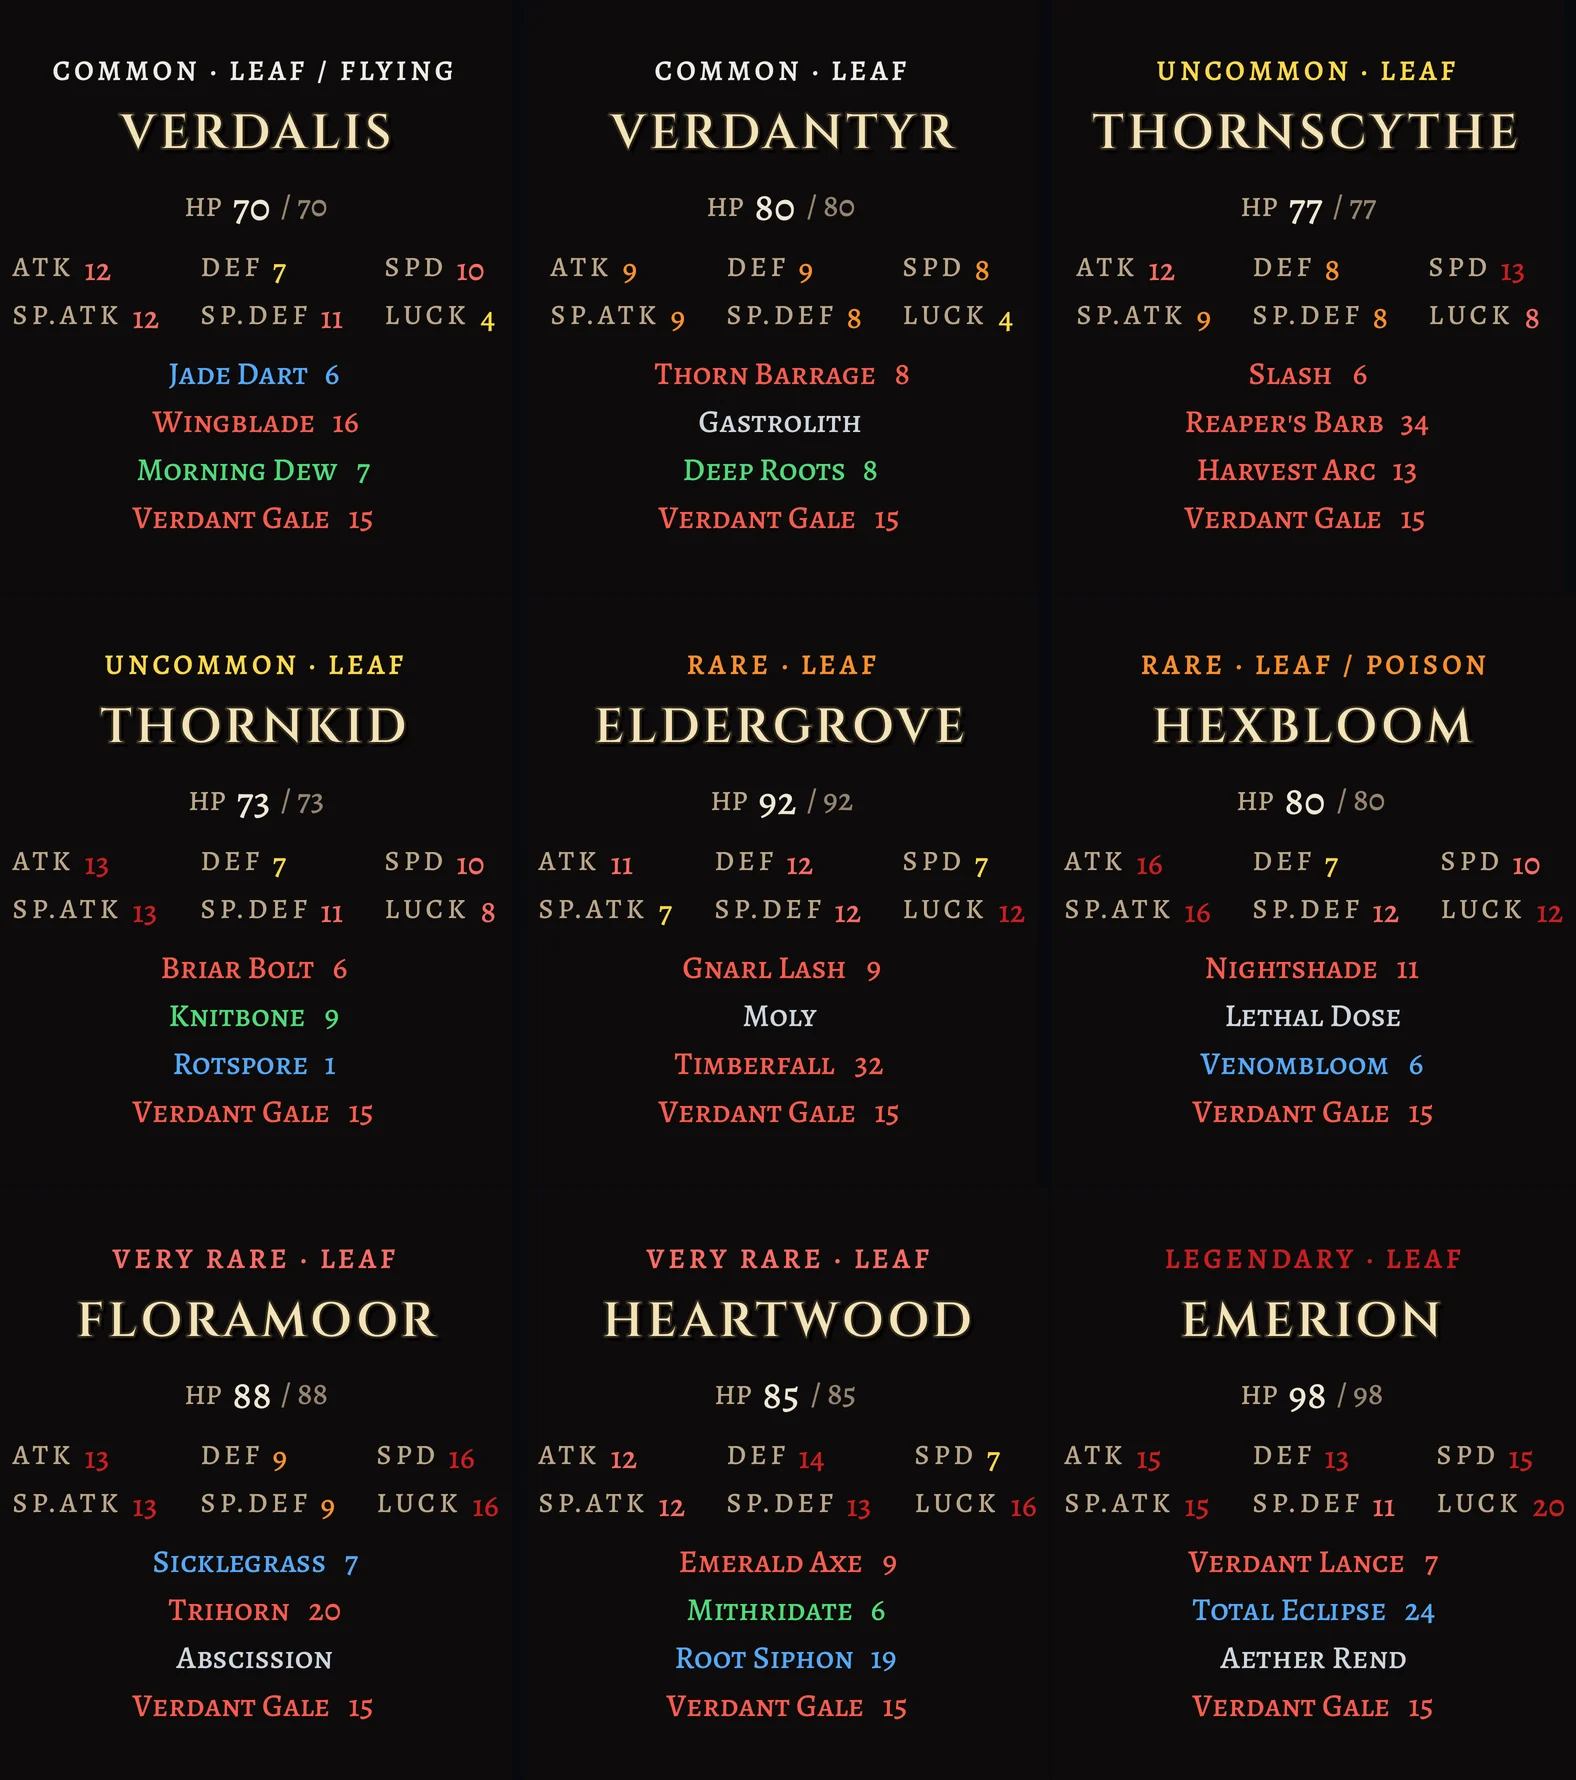 COMMON · LEAF / FLYING
VERDALIS
HP 70 / 70
ATK 12 DEF 7 SPD 10
SP.ATK 12 SP.DEF 11 LUCK 4
JADE DART 6
WINGBLADE 16
MORNING DEW 7
VERDANT GALE 15
COMMON · LEAF
VERDANTYR
HP 80 / 80
ATK 9 DEF 9 SPD 8
SP.ATK 9 SP.DEF 8 LUCK 4
THORN BARRAGE 8
GASTROLITH
DEEP ROOTS 8
VERDANT GALE 15
UNCOMMON · LEAF
THORNSCYTHE
HP 77 / 77
ATK 12 DEF 8 SPD 13
SP.ATK 9 SP.DEF 8 LUCK 8
SLASH 6
REAPER'S BARB 34
HARVEST ARC 13
VERDANT GALE 15
UNCOMMON · LEAF
THORNKID
HP 73 / 73
ATK 13 DEF 7 SPD 10
SP.ATK 13 SP.DEF 11 LUCK 8
BRIAR BOLT 6
KNITBONE 9
ROTSPORE 1
VERDANT GALE 15
RARE · LEAF
ELDERGROVE
HP 92 / 92
ATK 11 DEF 12 SPD 7
SP.ATK 7 SP.DEF 12 LUCK 12
GNARL LASH 9
MOLY
TIMBERFALL 32
VERDANT GALE 15
RARE · LEAF / POISON
HEXBLOOM
HP 80 / 80
ATK 16 DEF 7 SPD 10
SP.ATK 16 SP.DEF 12 LUCK 12
NIGHTSHADE 11
LETHAL DOSE
VENOMBLOOM 6
VERDANT GALE 15
VERY RARE · LEAF
FLORAMOOR
HP 88 / 88
ATK 13 DEF 9 SPD 16
SP.ATK 13 SP.DEF 9 LUCK 16
SICKLEGRASS 7
TRIHORN 20
ABSCISSION
VERDANT GALE 15
VERY RARE · LEAF
HEARTWOOD
HP 85 / 85
ATK 12 DEF 14 SPD 7
SP.ATK 12 SP.DEF 13 LUCK 16
EMERALD AXE 9
MITHRIDATE 6
ROOT SIPHON 19
VERDANT GALE 15
LEGENDARY · LEAF
EMERION
HP 98 / 98
ATK 15 DEF 13 SPD 15
SP.ATK 15 SP.DEF 11 LUCK 20
VERDANT LANCE 7
TOTAL ECLIPSE 24
AETHER REND
VERDANT GALE 15